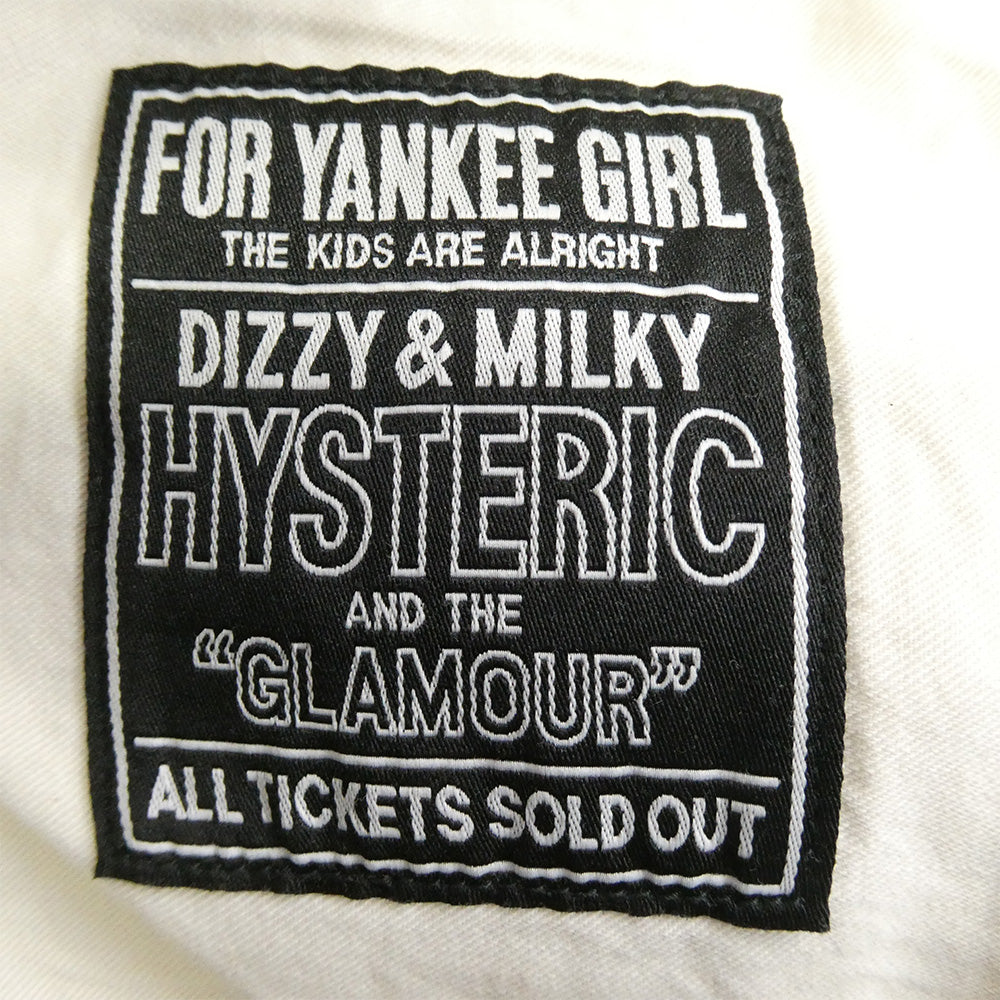 FOR YANKEE GIRL
THE KIDS ARE ALRIGHT
DIZZY & MILKY
HYSTERIC
AND THE
“GLAMOUR”
ALL TICKETS SOLD OUT